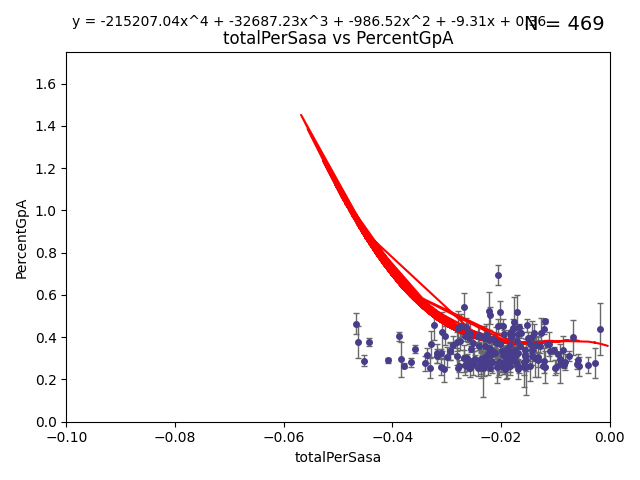 y = -215207.04x^4 + -32687.23x^3 + -986.52x^2 + -9.31x + 0.36
N = 469
totalPerSasa vs PercentGpA
1.6
1.4
1.2
1.0
0.8
0.6
0.4
0.2
0.0
PercentGpA
−0.10 −0.08 −0.06 −0.04 −0.02 0.00
totalPerSasa